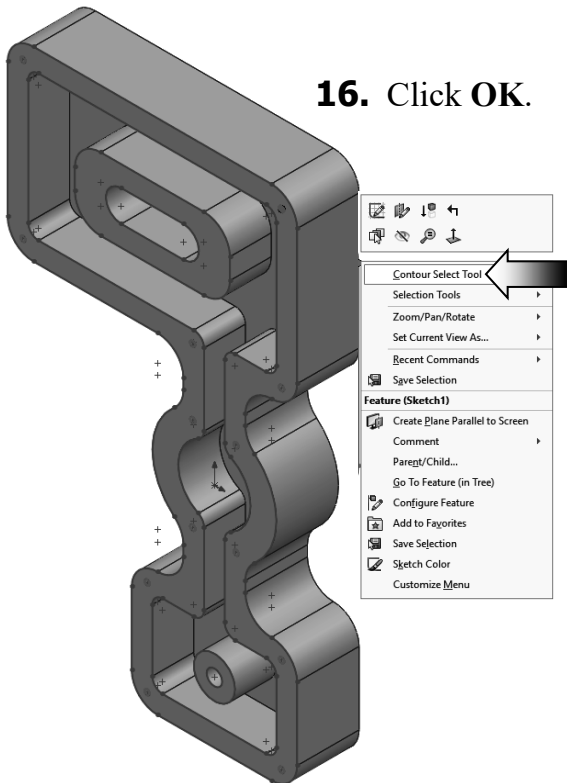 16. Click OK.
Contour Select Tool
Selection Tools
Zoom/Pan/Rotate
Set Current View As...
Recent Commands
Save Selection
Feature (Sketch1)
Create Plane Parallel to Screen
Comment
Parent/Child...
Go To Feature (in Tree)
Configure Feature
Add to Favorites
Save Selection
Sketch Color
Customize Menu